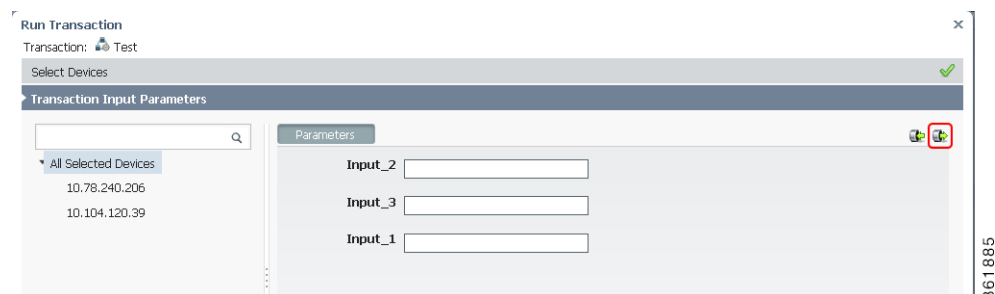 Run Transaction
Transaction: Test
Select Devices
Transaction Input Parameters
All Selected Devices
10.78.240.206
10.104.120.39
Parameters
Input_2
Input_3
Input_1
361885